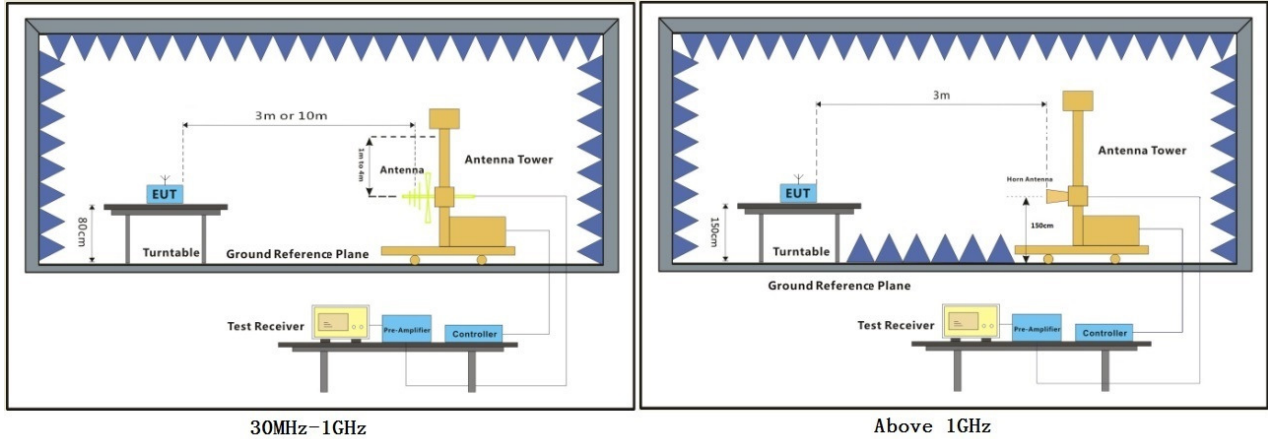 3m or 10m
1m to 4m
Antenna
Antenna Tower
EUT
80cm
Turntable
Ground Reference Plane
Test Receiver
Pre-Amplifier
Controller
30MHz-1GHz
3m
Antenna Tower
Horn Antenna
EUT
150cm
150cm
Turntable
Ground Reference Plane
Test Receiver
Pre-Amplifier
Controller
Above 1GHz